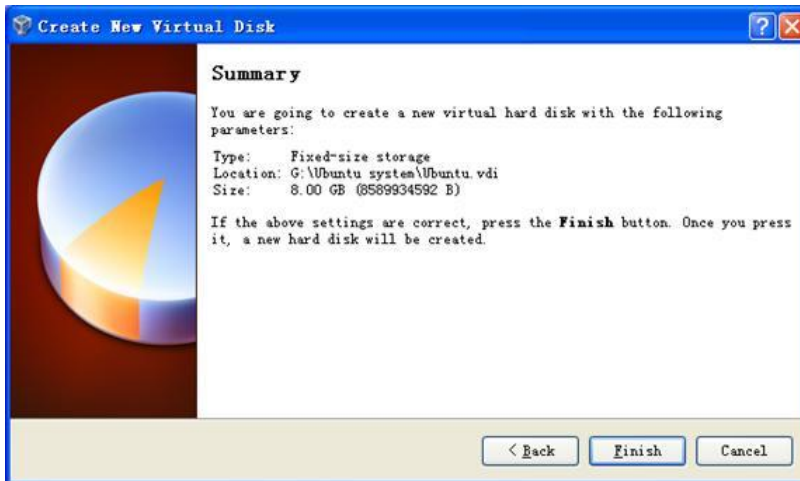 Create New Virtual Disk
Summary
You are going to create a new virtual hard disk with the following
parameters:
Type: Fixed-size storage
Location: G:\Ubuntu system\Ubuntu.vdi
Size: 8.00 GB (8589934592 B)
If the above settings are correct, press the Finish button. Once you press
it, a new hard disk will be created.
< Back Finish Cancel